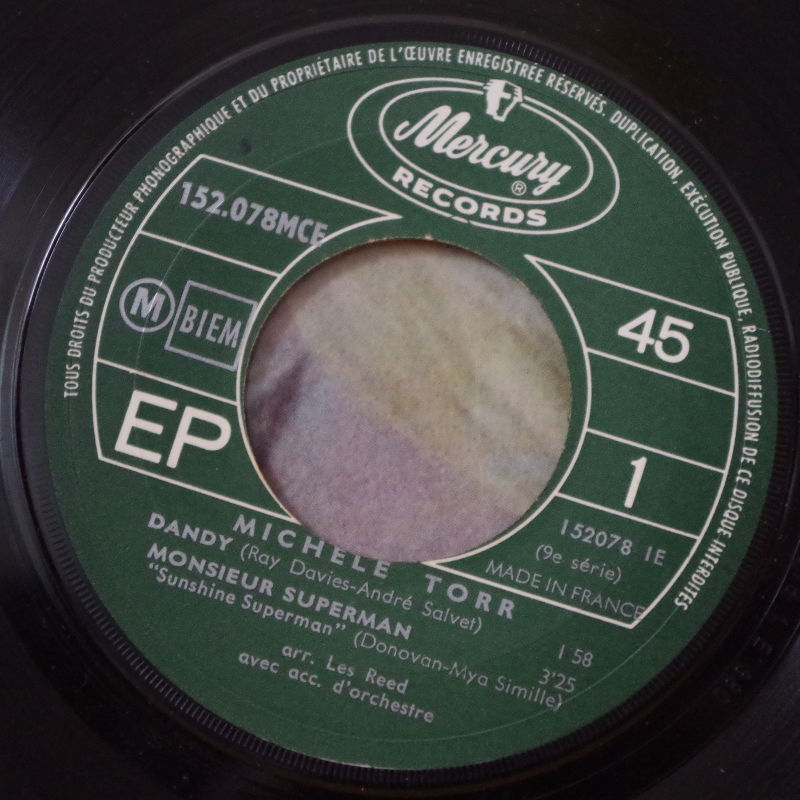 TOUS DROITS DU PRODUCTEUR PHONOGRAPHIQUE ET DU PROPRIÉTAIRE DE L'ŒUVRE ENREGISTRÉE RÉSERVÉS. DUPLICATION, EXÉCUTION PUBLIQUE, RADIODIFFUSION DE CE DISQUE INTERDITES
Mercury ®
RECORDS
152.078MCE
M BIEM
EP
45
1
152078 1E
(9e série)
MADE IN FRANCE
MICHÈLE TORR
DANDY (Ray Davies-André Salvet) 1'58
MONSIEUR SUPERMAN
"Sunshine Superman" (Donovan-Mya Simille) 3'25
arr. Les Reed
avec acc. d'orchestre